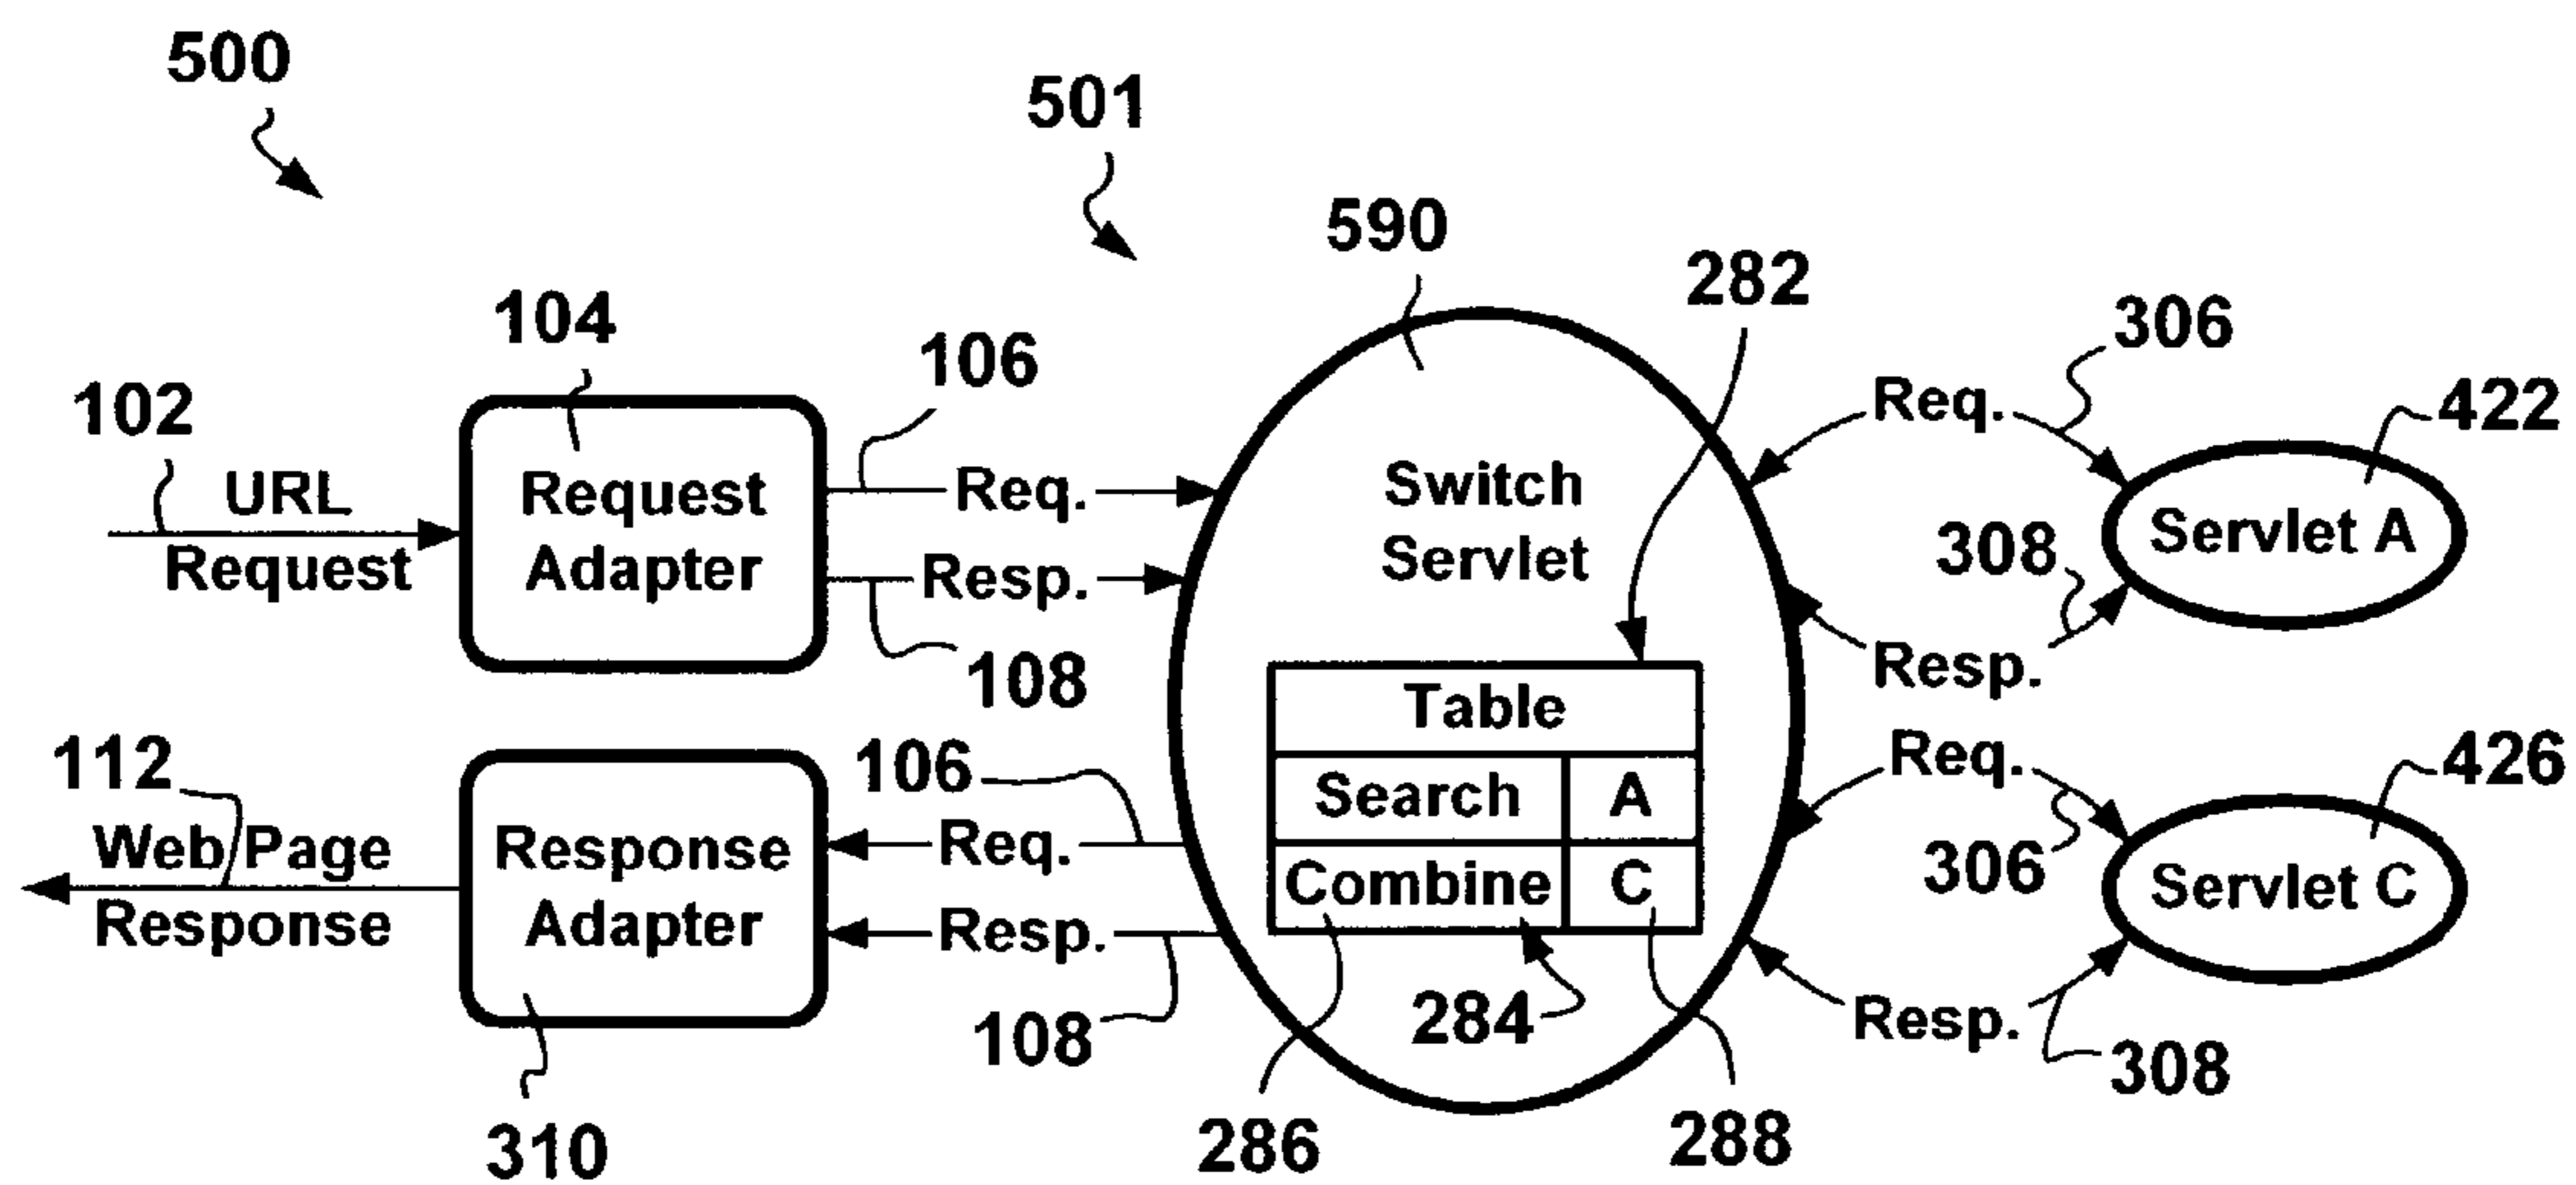 500
501
590
282
104
106
306
102
422
URL
Request
Request
Adapter
Req.
Resp.
108
Switch
Servlet
Req.
Servlet A
308
Resp.
Table
Search A
Combine C
284
286
288
112
Web Page
Response
Response
Adapter
310
106
Req.
Resp.
108
Req.
426
306
Servlet C
Resp.
308